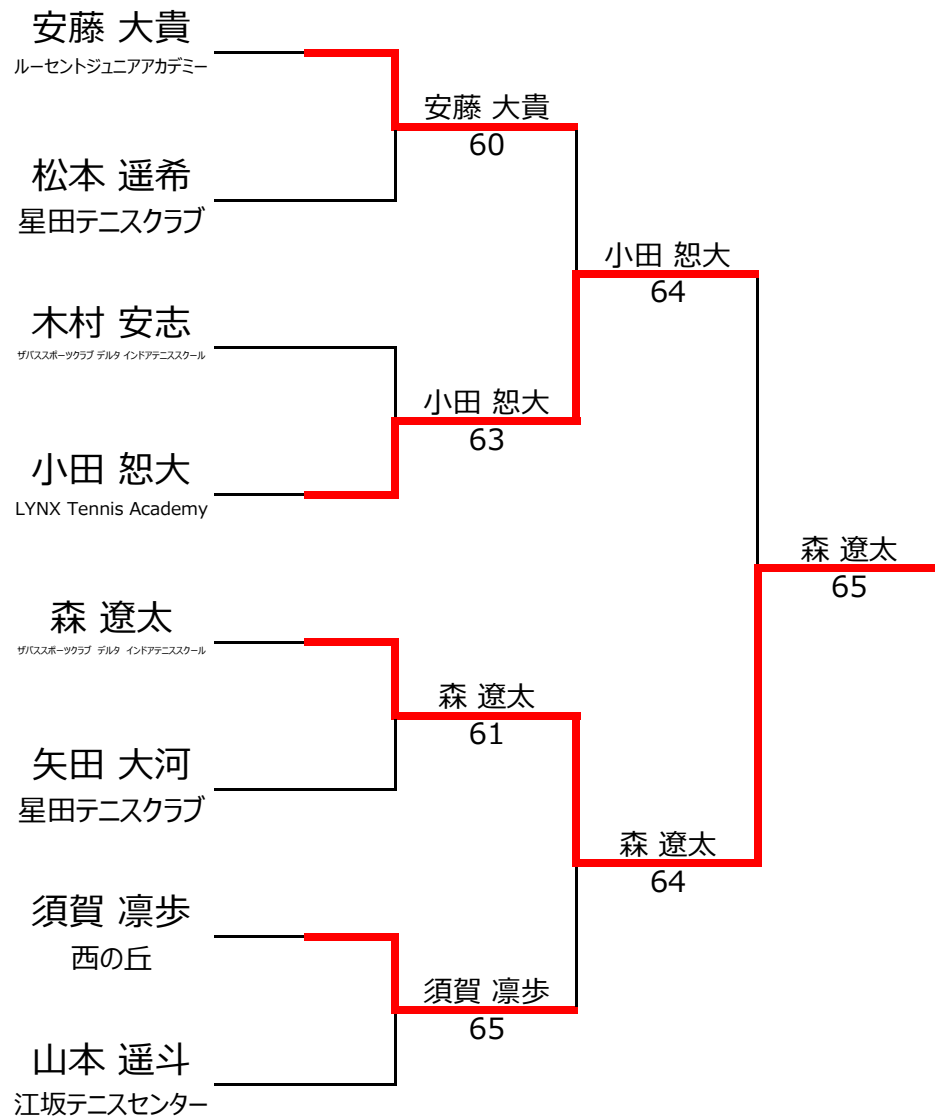 安藤 大貴
ルーセントジュニアアカデミー
安藤 大貴
60
松本 遥希
星田テニスクラブ
小田 恕大
64
木村 安志
ザバススポーツクラブ デルタ インドアテニススクール
小田 恕大
63
小田 恕大
LYNX Tennis Academy
森 遼太
65
森 遼太
ザバススポーツクラブ デルタ インドアテニススクール
森 遼太
61
矢田 大河
星田テニスクラブ
森 遼太
64
須賀 凛歩
西の丘
須賀 凛歩
65
山本 遥斗
江坂テニスセンター